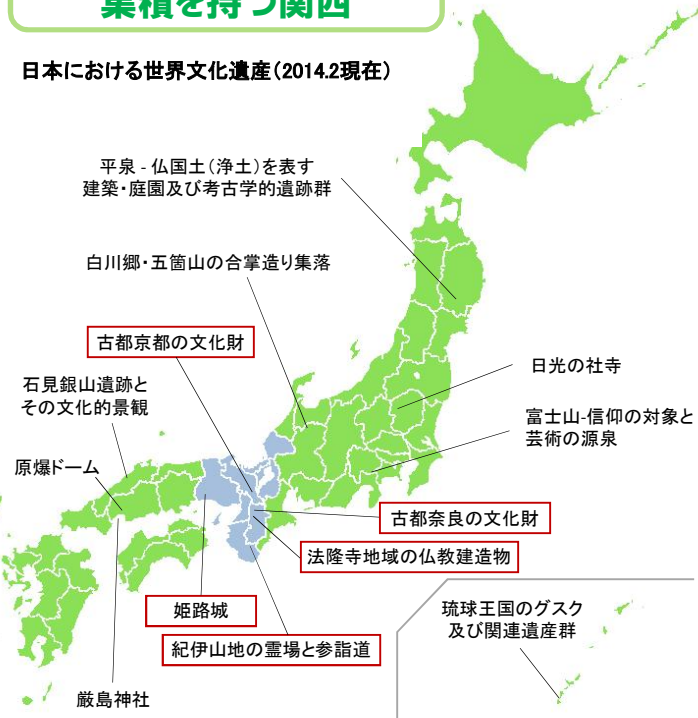 集積を持つ関西
日本における世界文化遺産(2014.2現在)
平泉 - 仏国土(浄土)を表す
建築・庭園及び考古学的遺跡群
白川郷・五箇山の合掌造り集落
古都京都の文化財
石見銀山遺跡と
その文化的景観
原爆ドーム
日光の社寺
富士山-信仰の対象と
芸術の源泉
古都奈良の文化財
法隆寺地域の仏教建造物
姫路城
紀伊山地の霊場と参詣道
厳島神社
琉球王国のグスク
及び関連遺産群